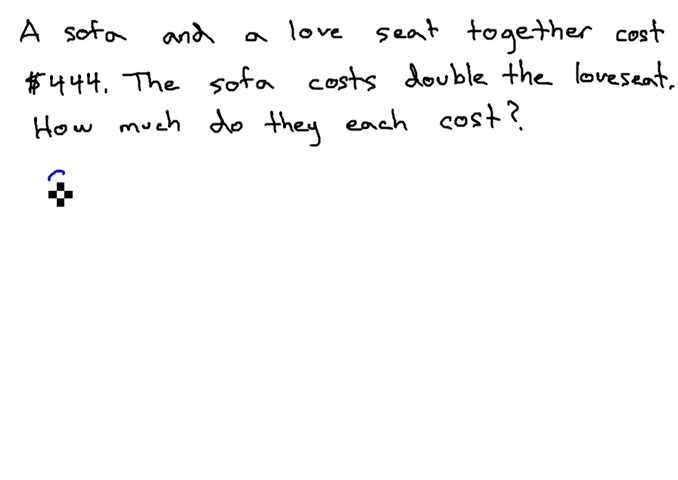 A sofa and a love seat together cost
$444. The sofa costs double the loveseat.
How much do they each cost?